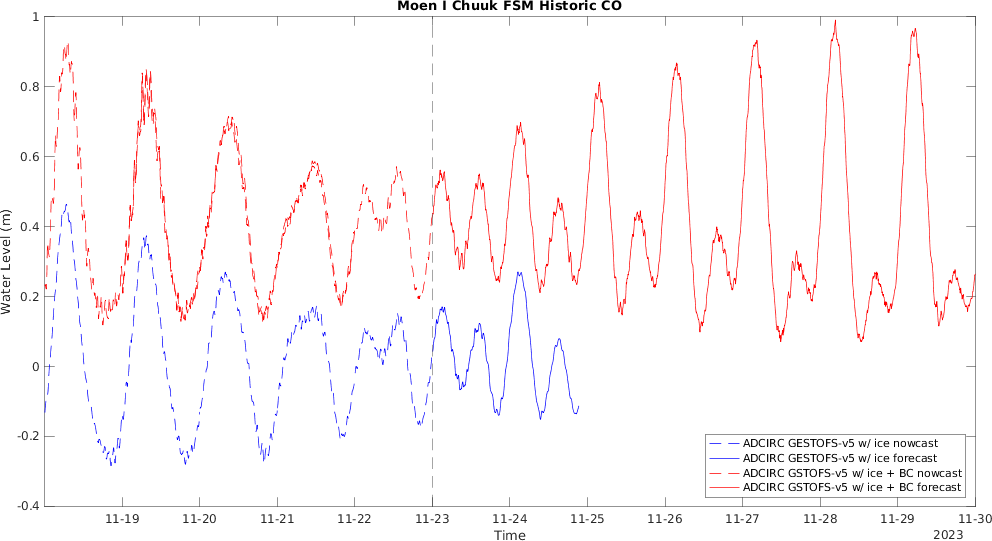 Moen I Chuuk FSM Historic CO
Water Level (m)
1
0.8
0.6
0.4
0.2
0
-0.2
-0.4
ADCIRC GESTOFS-v5 w/ ice nowcast
ADCIRC GESTOFS-v5 w/ ice forecast
ADCIRC GSTOFS-v5 w/ ice + BC nowcast
ADCIRC GSTOFS-v5 w/ ice + BC forecast
11-19 11-20 11-21 11-22 11-23 11-24 11-25 11-26 11-27 11-28 11-29 11-30
Time
2023